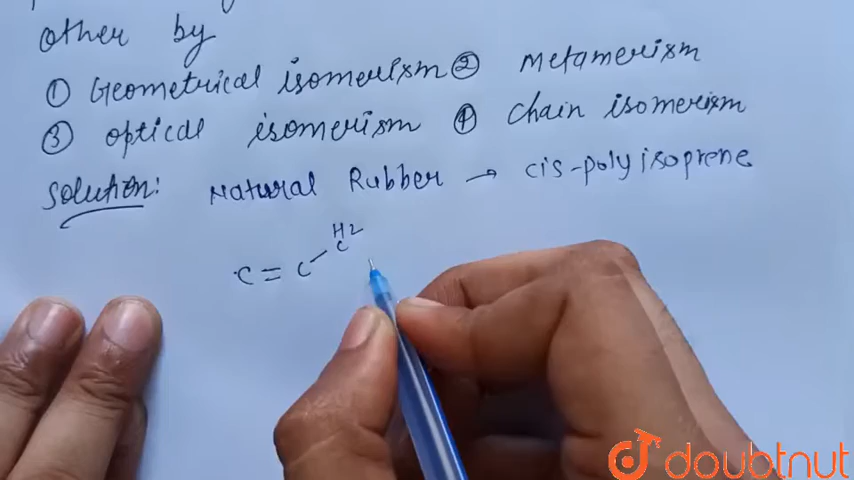 other by
① Geometrical isomerism ② metamerism
③ optical isomerism ④ chain isomerism
Solution: Natural Rubber → cis-polyisoprene
H2
C = C - C
doubtnut